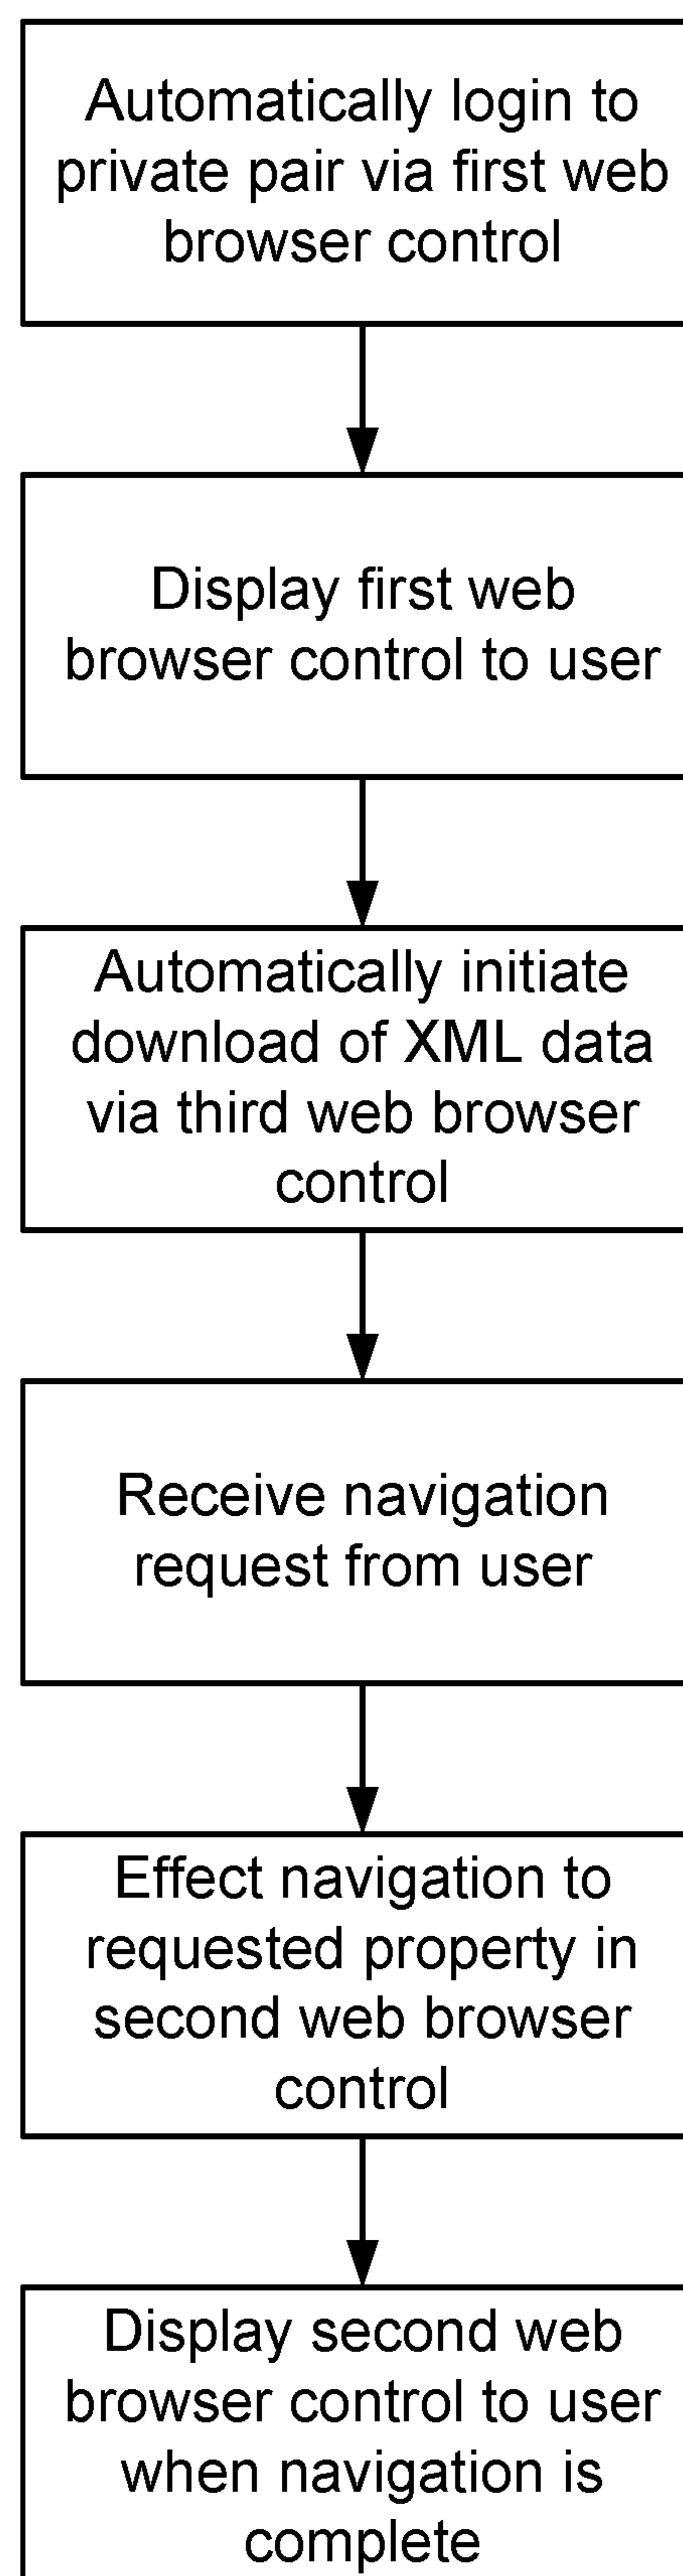 Automatically login to
private pair via first web
browser control
Display first web
browser control to user
Automatically initiate
download of XML data
via third web browser
control
Receive navigation
request from user
Effect navigation to
requested property in
second web browser
control
Display second web
browser control to user
when navigation is
complete